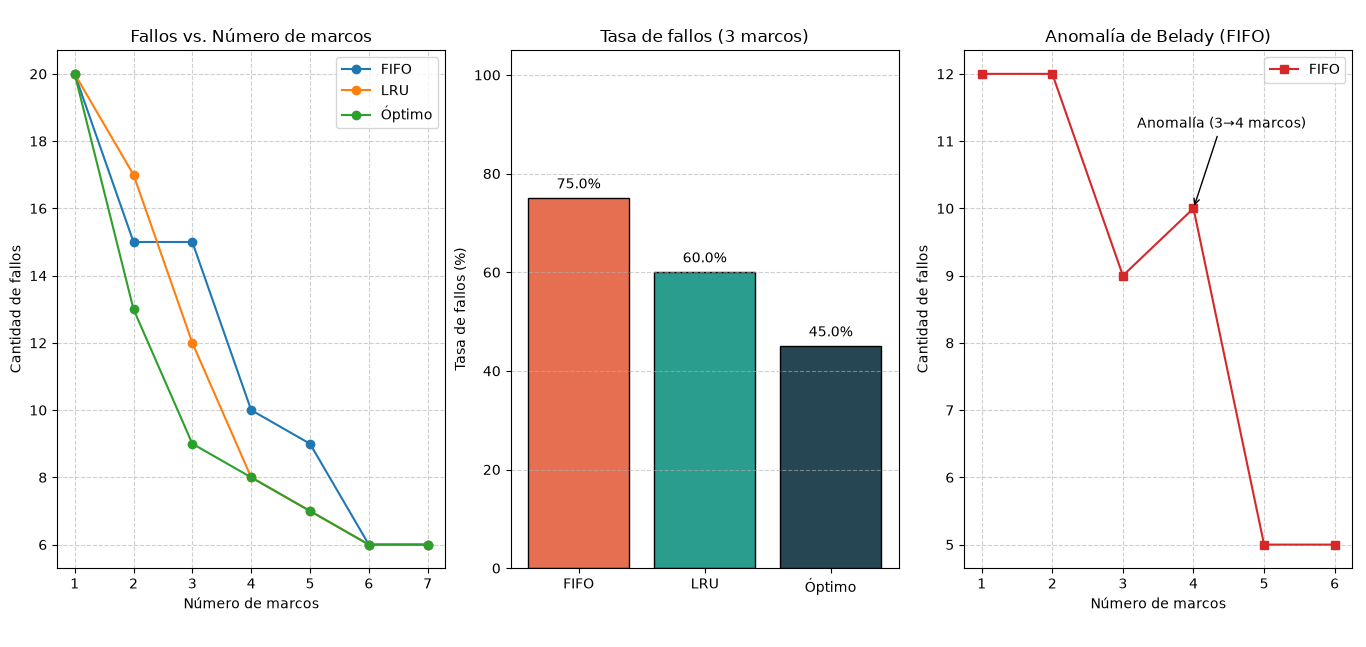 Fallos vs. Número de marcos
FIFO
LRU
Óptimo
Cantidad de fallos
20
18
16
14
12
10
8
6
1 2 3 4 5 6 7
Número de marcos
Tasa de fallos (3 marcos)
Tasa de fallos (%)
100
80
60
40
20
0
75.0%
60.0%
45.0%
FIFO LRU Óptimo
Anomalía de Belady (FIFO)
FIFO
Anomalía (3→4 marcos)
Cantidad de fallos
12
11
10
9
8
7
6
5
1 2 3 4 5 6
Número de marcos